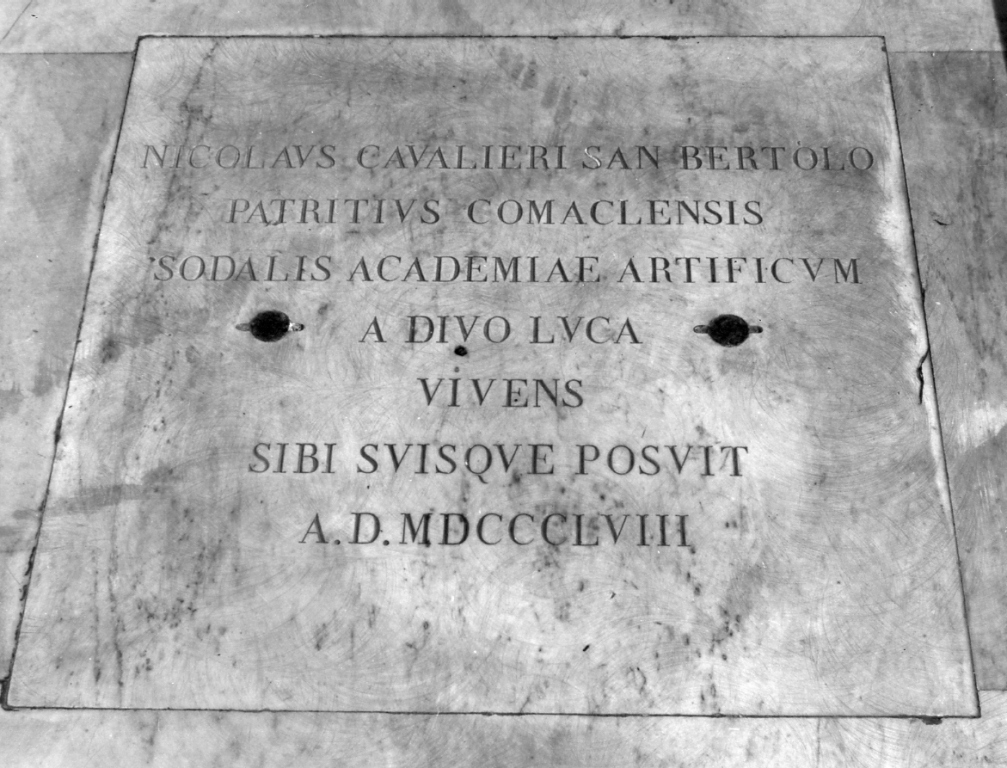 NICOLAVS CAVALIERI SAN BERTOLO
PATRITIVS COMACLENSIS
SODALIS ACADEMIAE ARTIFICVM
A DIVO LVCA
VIVENS
SIBI SVISQVE POSVIT
A.D.MDCCCLVIII